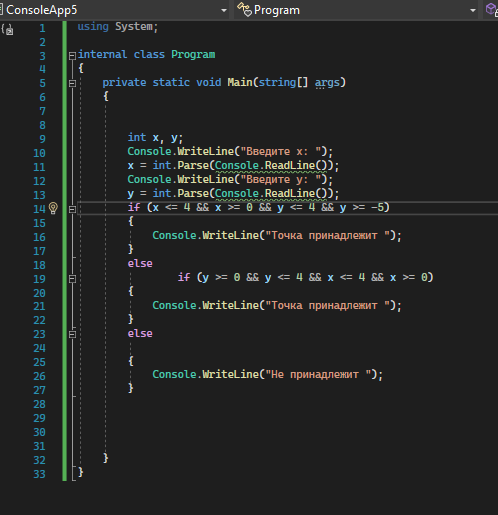 ConsoleApp5 Program
1 using System;
2
3 internal class Program
4 {
5 private static void Main(string[] args)
6 {
7
8
9 int x, y;
10 Console.WriteLine("Введите x: ");
11 x = int.Parse(Console.ReadLine());
12 Console.WriteLine("Введите y: ");
13 y = int.Parse(Console.ReadLine());
14 if (x <= 4 && x >= 0 && y <= 4 && y >= -5)
15 {
16 Console.WriteLine("Точка принадлежит ");
17 }
18 else
19 if (y >= 0 && y <= 4 && x <= 4 && x >= 0)
20 {
21 Console.WriteLine("Точка принадлежит ");
22 }
23 else
24
25 {
26 Console.WriteLine("Не принадлежит ");
27 }
28
29
30
31
32 }
33 }